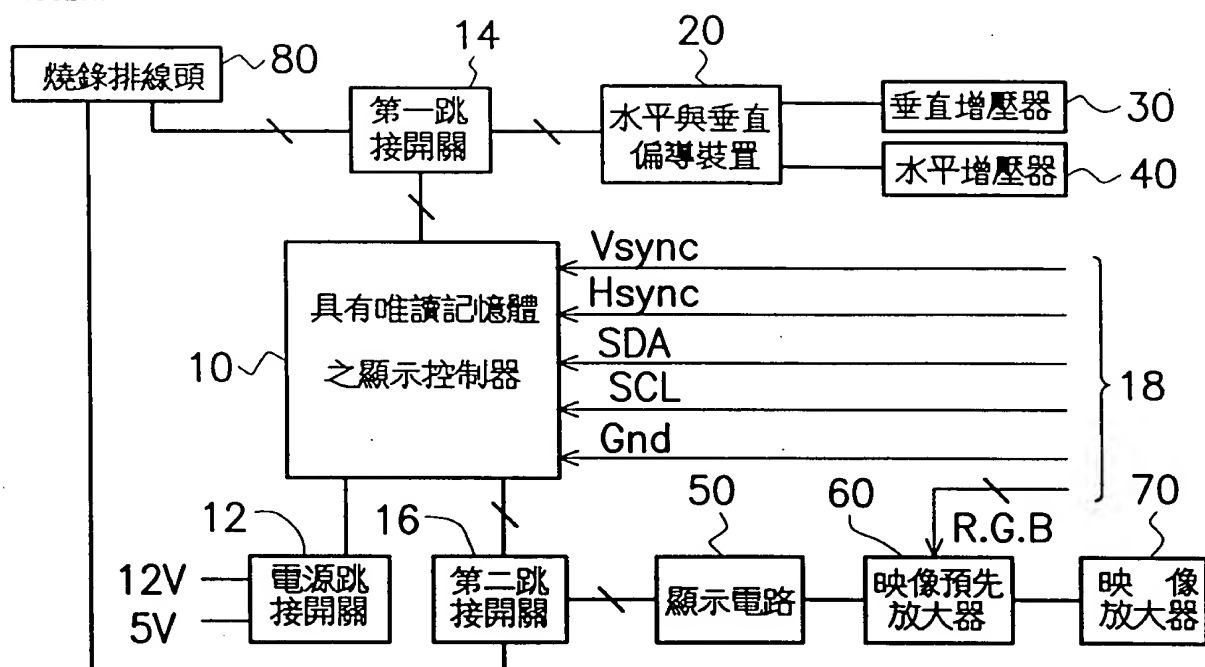 14
20
80
燒錄排線頭
第一跳
接開關
水平與垂直
偏導裝置
垂直增壓器
30
水平增壓器
40
Vsync
具有唯讀記憶體
Hsync
SDA
10
之顯示控制器
SCL
18
Gnd
50
60
70
12
16
R.G.B
12V
5V
電源跳
接開關
第二跳
接開關
顯示電路
映像預先
放大器
映 像
放大器